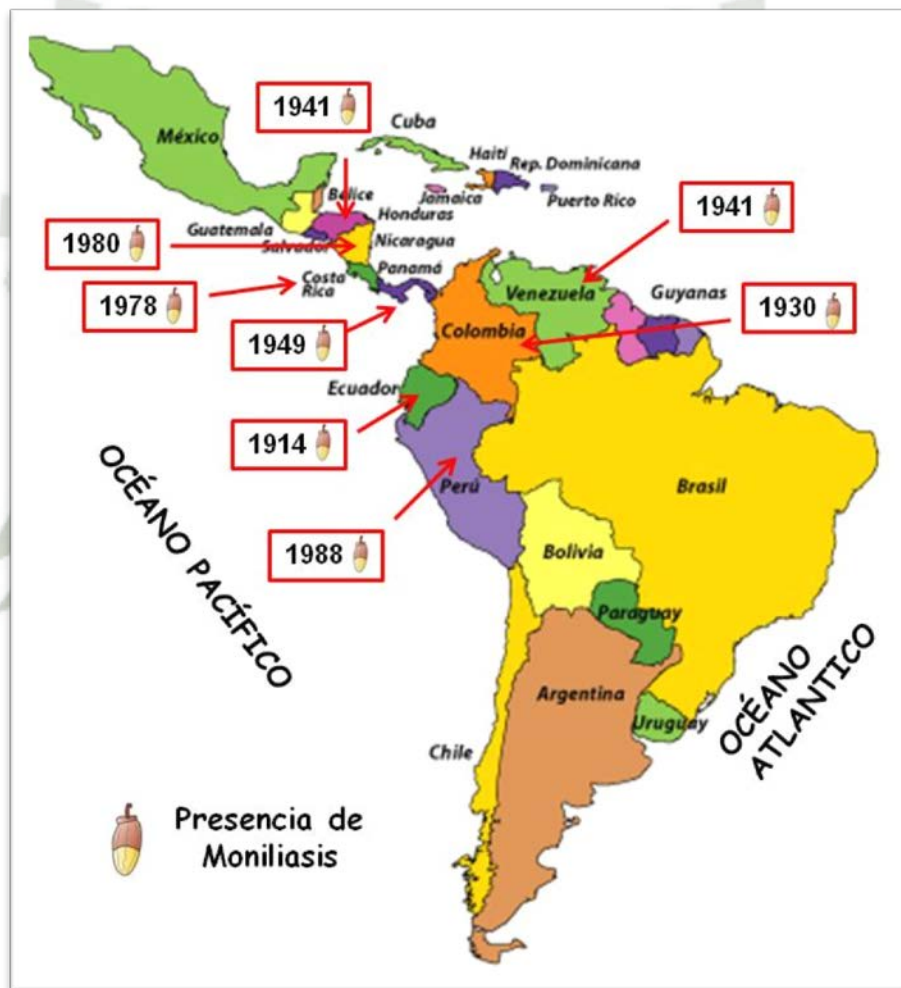 1941
Cuba
México
Haiti
Rep. Dominicana
Belice
Jamaica
Puerto Rico
1941
Honduras
Guatemala
1980
Salvador
Nicaragua
Panamá
Costa
Rica
Venezuela
Guyanas
1978
1930
1949
Colombia
Ecuador
1914
OCÉANO PACÍFICO
Perú
Brasil
1988
Bolivia
Paraguay
Argentina
OCÉANO
ATLANTICO
Uruguay
Chile
Presencia de
Moniliasis